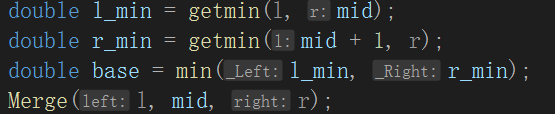 double l_min = getmin(l, r: mid);
double r_min = getmin(l: mid + 1, r);
double base = min(_Left: l_min, _Right: r_min);
Merge(left: l, mid, right: r);